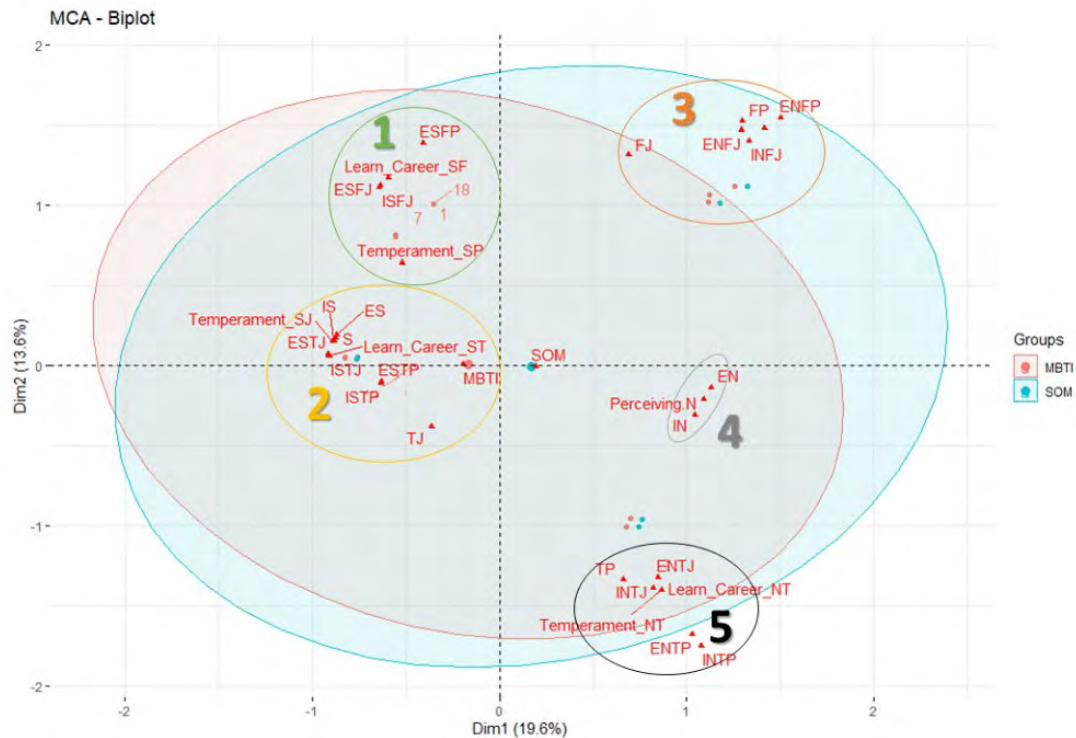 MCA - Biplot
2
1
0
-1
-2
Dim2 (13.6%)
1
ESFP
Learn_Career_SF
ESFJ
ISFJ
18
7
1
Temperament_SP
3
FP
ENFP
FJ
ENFJ
INFJ
IS
ES
Temperament_SJ
ESTJ
S
Learn_Career_ST
ISTJ
ESTP
MBTI
ISTP
2
TJ
SOM
EN
Perceiving.N
IN
4
TP
ENTJ
INTJ
Learn_Career_NT
Temperament_NT
5
ENTP
INTP
-2
-1
0
1
2
Dim1 (19.6%)
Groups
MBTI
SOM